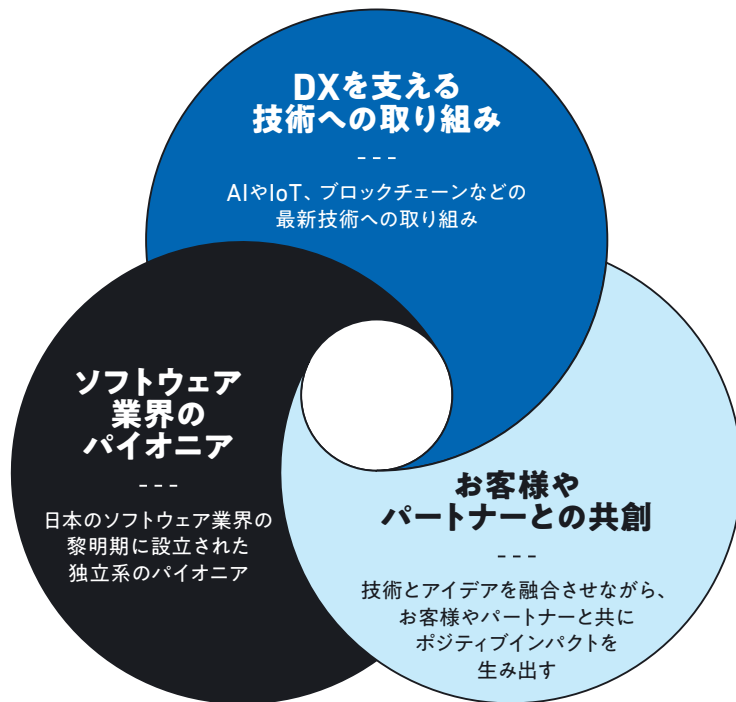 DXを支える
技術への取り組み
---
AIやIoT、ブロックチェーンなどの
最新技術への取り組み
ソフトウェア
業界の
パイオニア
---
日本のソフトウェア業界の
黎明期に設立された
独立系のパイオニア
お客様や
パートナーとの共創
---
技術とアイデアを融合させながら、
お客様やパートナーと共に
ポジティブインパクトを
生み出す